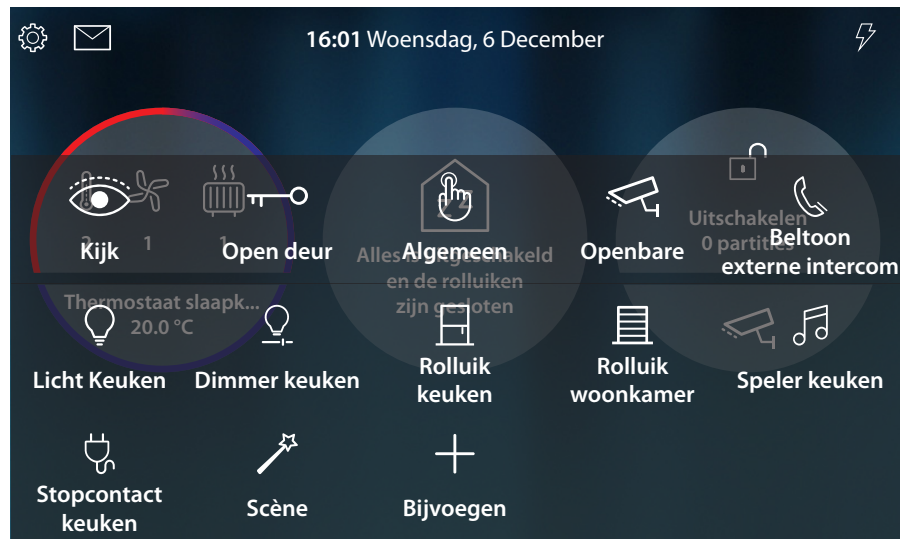 16:01 Woensdag, 6 December
Kijk
Open deur
Algemeen
Openbare
Beltoon
externe intercom
1
Alles is uitgeschakeld
en de rolluiken
zijn gesloten
Uitschakelen
0 partities
Thermostaat slaapk...
20.0 °C
Licht Keuken
Dimmer keuken
Rolluik
keuken
Rolluik
woonkamer
Speler keuken
Stopcontact
keuken
Scène
Bijvoegen